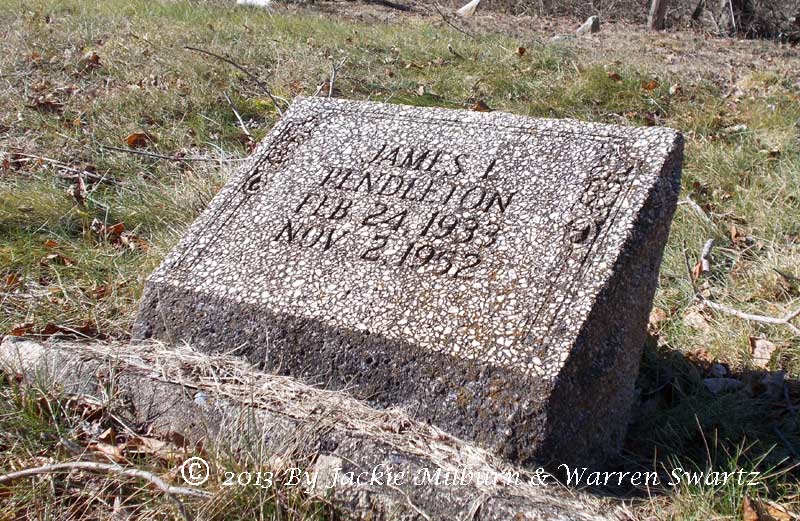 JAMES L
PENDLETON
FEB 24 1933
NOV 2 1952
© 2013 By Jackie Milburn & Warren Swartz